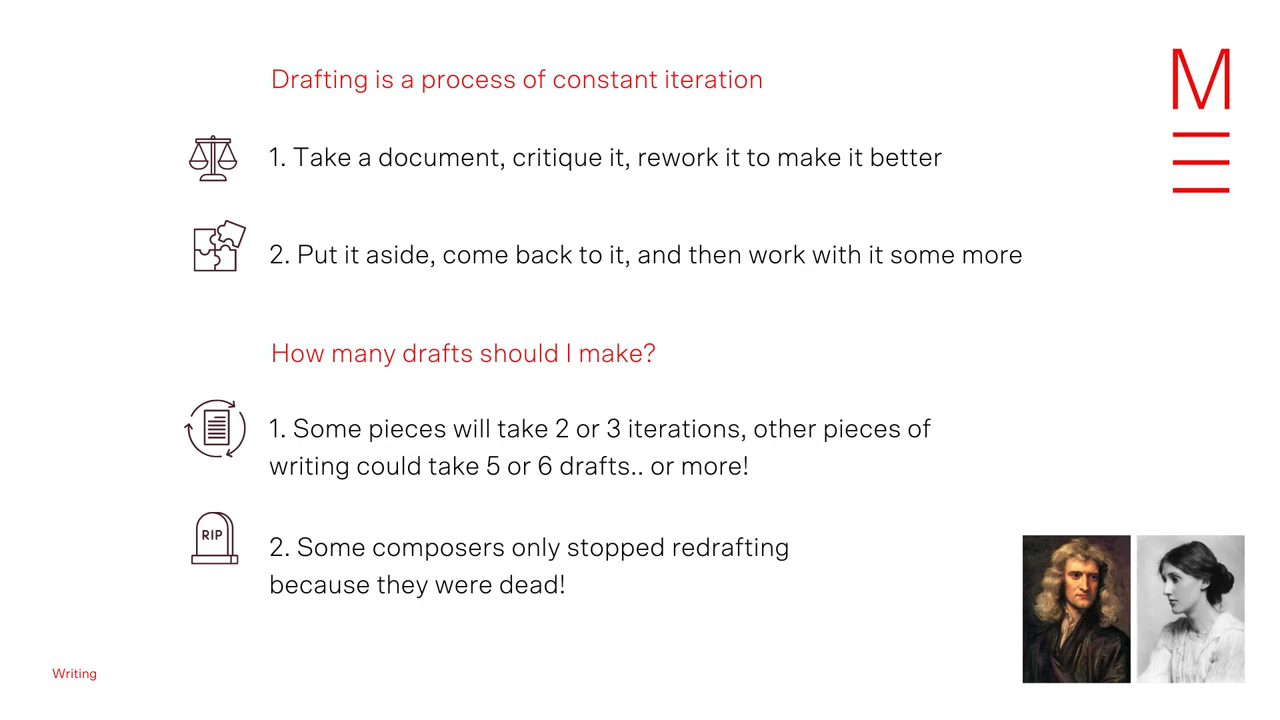 Drafting is a process of constant iteration
M
1. Take a document, critique it, rework it to make it better
2. Put it aside, come back to it, and then work with it some more
How many drafts should I make?
1. Some pieces will take 2 or 3 iterations, other pieces of
writing could take 5 or 6 drafts.. or more!
RIP
2. Some composers only stopped redrafting
because they were dead!
Writing